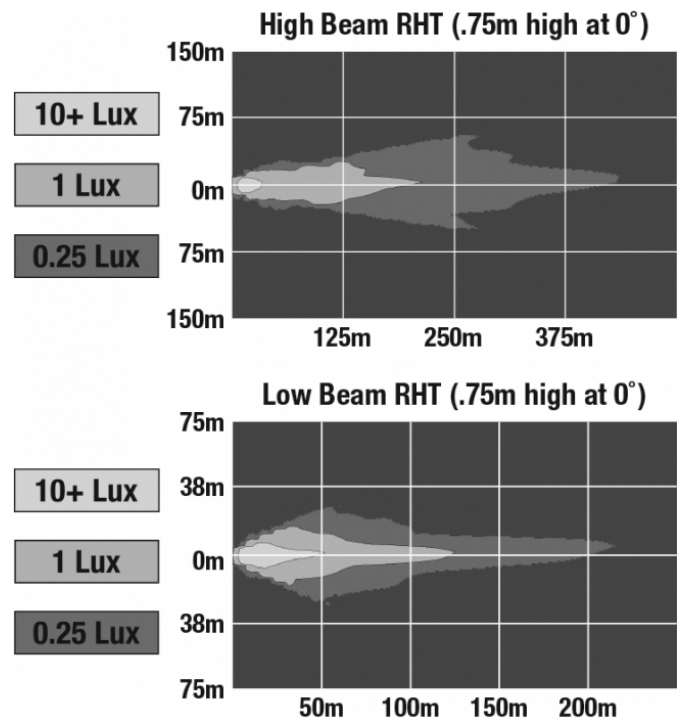 High Beam RHT (.75m high at 0˚)
150m
10+ Lux
75m
1 Lux
0m
0.25 Lux
75m
150m
125m 250m 375m
Low Beam RHT (.75m high at 0˚)
75m
10+ Lux
38m
1 Lux
0m
0.25 Lux
38m
75m
50m 100m 150m 200m